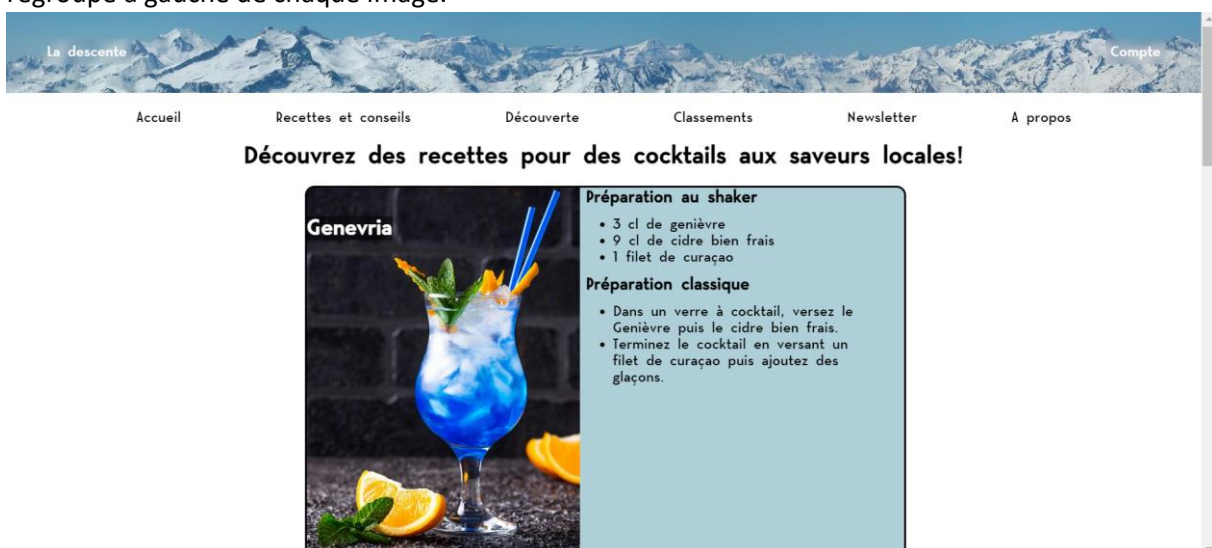 regroupé à gauche de chaque image.
La descente
Compte
Accueil Recettes et conseils Découverte Classements Newsletter A propos
Découvrez des recettes pour des cocktails aux saveurs locales!
Genevria
Préparation au shaker
• 3 cl de genièvre
• 9 cl de cidre bien frais
• 1 filet de curaçao
Préparation classique
• Dans un verre à cocktail, versez le
Genièvre puis le cidre bien frais.
• Terminez le cocktail en versant un
filet de curaçao puis ajoutez des
glaçons.